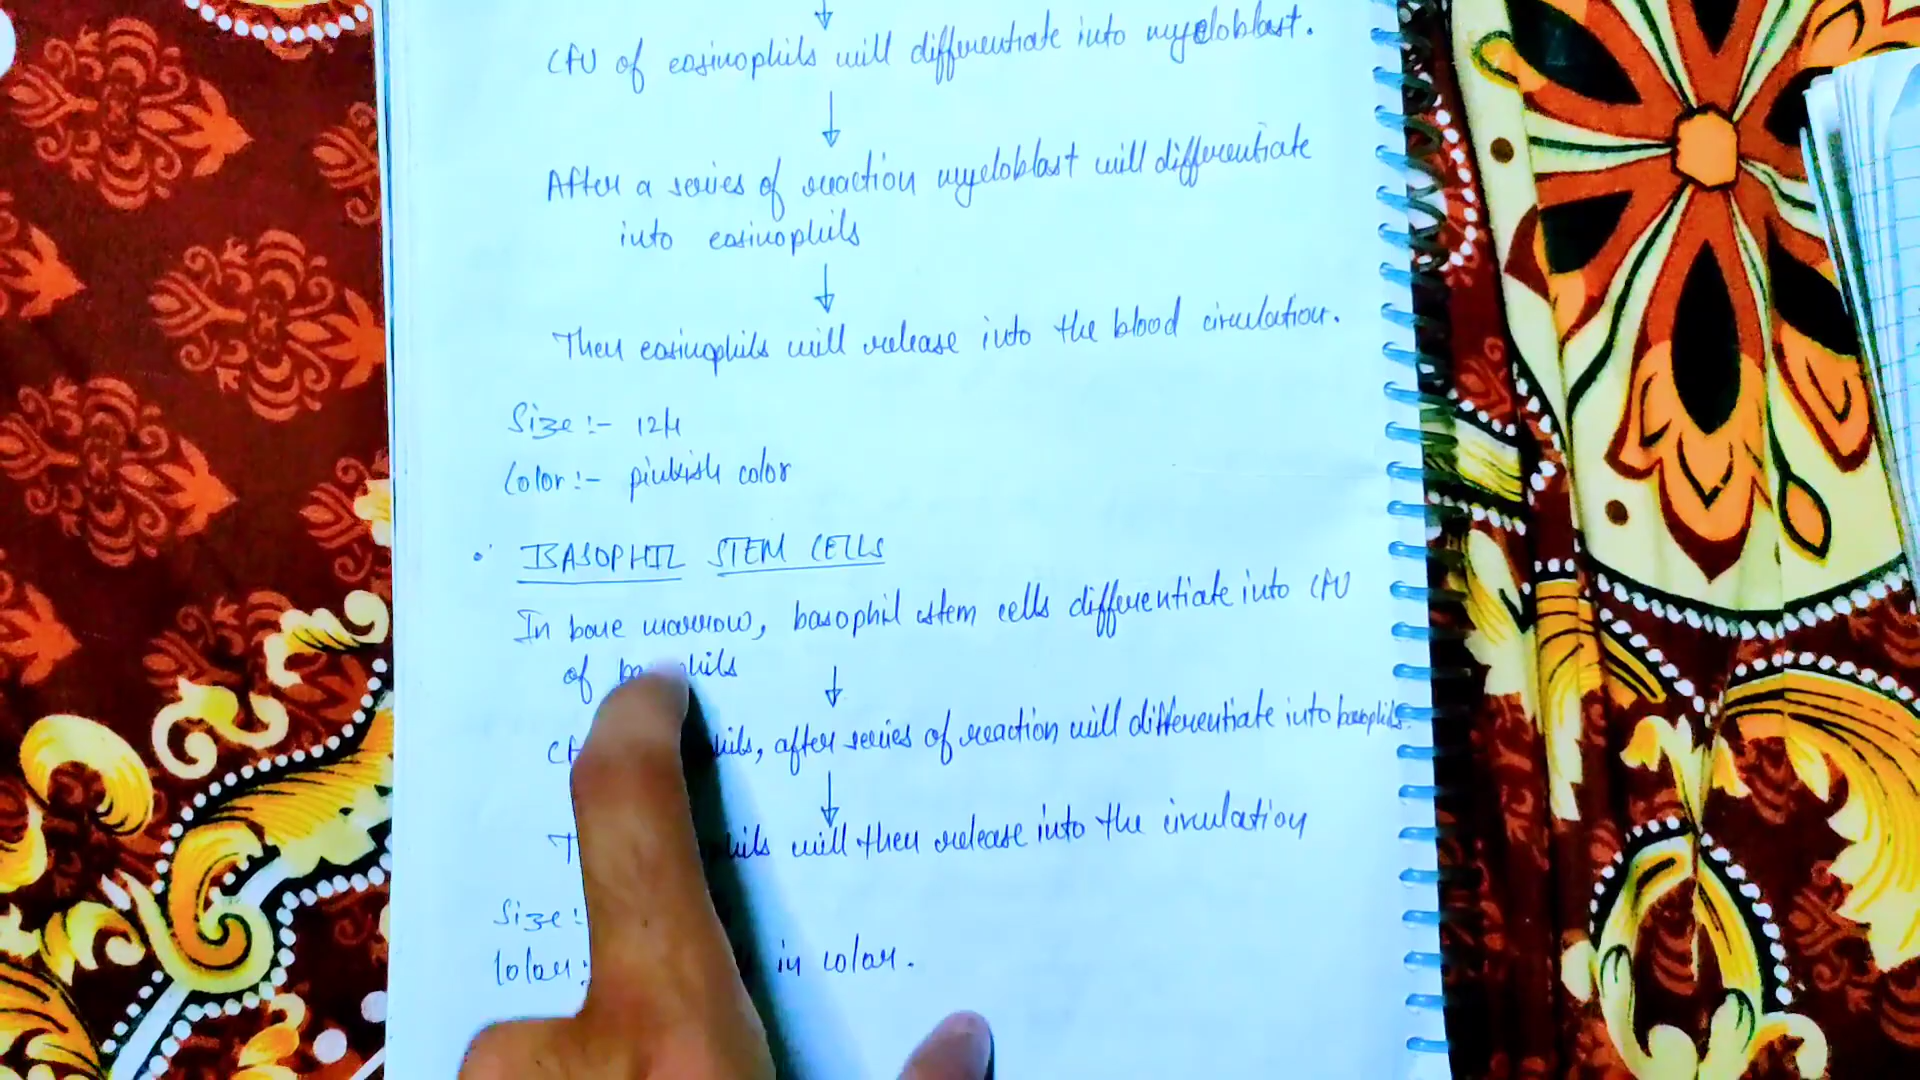 CFU of eosinophils will differentiate into myeloblast.
After a series of reaction myeloblast will differentiate
into eosinophils
Then eosinophils will release into the blood circulation.
Size :- 12μ
Color :- pinkish color
BASOPHIL STEM CELLS
In bone marrow, basophil stem cells differentiate into CFU
of
after series of reaction will differentiate into basophils.
will then release into the circulation
Size :
Color :
in color.